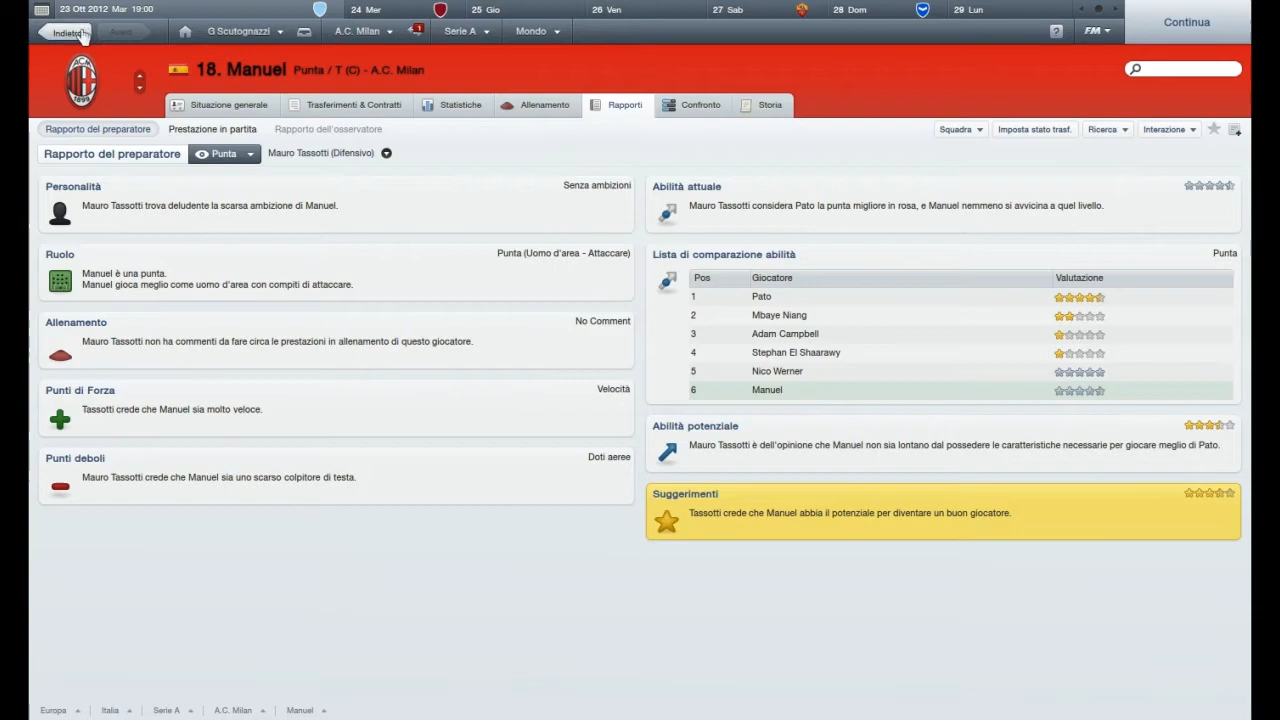 23 Ott 2012 Mar 19:00
24 Mer
25 Gio
26 Ven
27 Sab
28 Dom
29 Lun
Continua
Indietro
Avanti
G Scutognazzi
A.C. Milan
1
Serie A
Mondo
?
FM
18. Manuel Punta / T (C) - A.C. Milan
Situazione generale
Trasferimenti & Contratti
Statistiche
Allenamento
Rapporti
Confronto
Storia
Rapporto del preparatore
Prestazione in partita
Rapporto dell'osservatore
Squadra
Imposta stato trasf.
Ricerca
Interazione
Rapporto del preparatore
Punta
Mauro Tassotti (Difensivo)
Personalità
Senza ambizioni
Mauro Tassotti trova deludente la scarsa ambizione di Manuel.
Ruolo
Punta (Uomo d'area - Attaccare)
Manuel è una punta.
Manuel gioca meglio come uomo d'area con compiti di attaccare.
Allenamento
No Comment
Mauro Tassotti non ha commenti da fare circa le prestazioni in allenamento di questo giocatore.
Punti di Forza
Velocità
Tassotti crede che Manuel sia molto veloce.
Punti deboli
Doti aeree
Mauro Tassotti crede che Manuel sia uno scarso colpitore di testa.
Abilità attuale
Mauro Tassotti considera Pato la punta migliore in rosa, e Manuel nemmeno si avvicina a quel livello.
Lista di comparazione abilità
Punta
Pos Giocatore Valutazione
1 Pato
2 Mbaye Niang
3 Adam Campbell
4 Stephan El Shaarawy
5 Nico Werner
6 Manuel
Abilità potenziale
Mauro Tassotti è dell'opinione che Manuel non sia lontano dal possedere le caratteristiche necessarie per giocare meglio di Pato.
Suggerimenti
Tassotti crede che Manuel abbia il potenziale per diventare un buon giocatore.
Europa
Italia
Serie A
A.C. Milan
Manuel